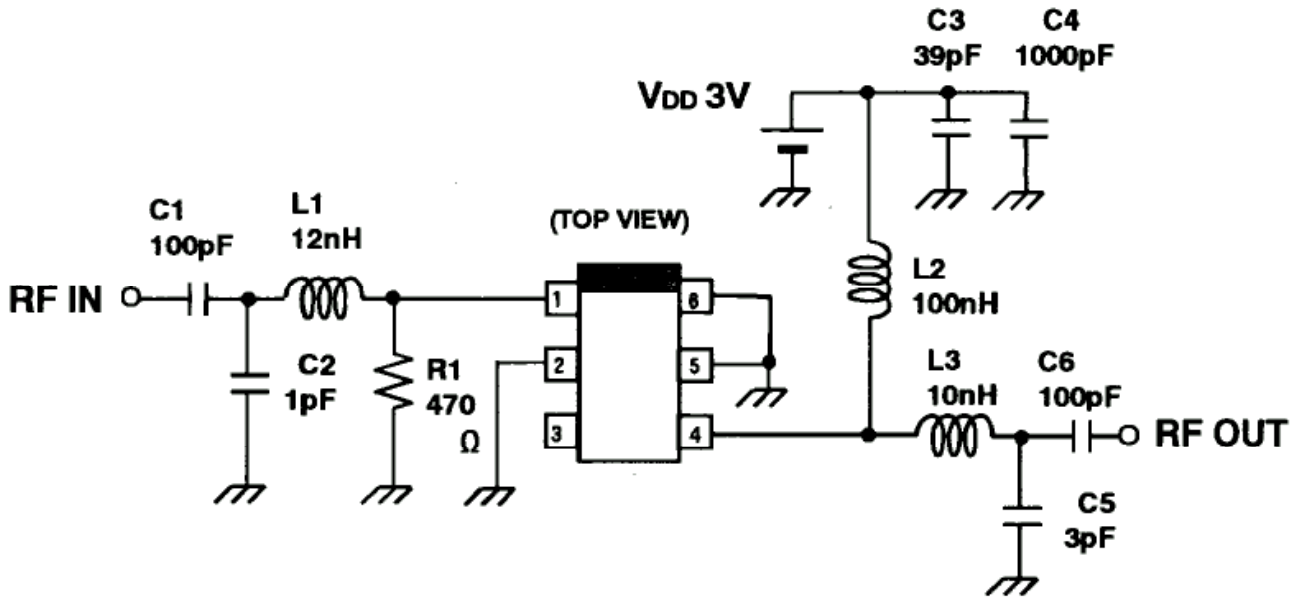 C3
39pF
C4
1000pF
VDD 3V
C1
100pF
L1
12nH
(TOP VIEW)
RF IN
1
6
L2
100nH
C2
1pF
R1
470
Ω
2
5
L3
10nH
C6
100pF
3
4
RF OUT
C5
3pF